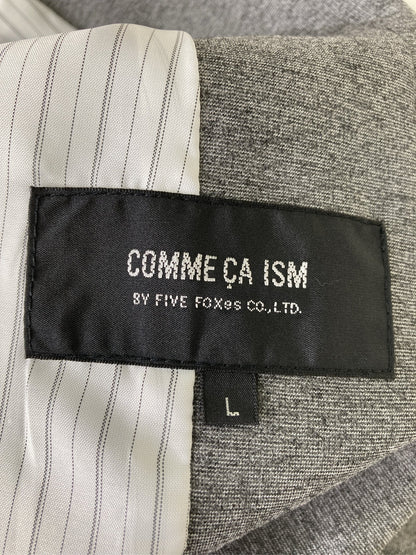 COMME ÇA ISM
BY FIVE FOXes CO.,LTD.
L